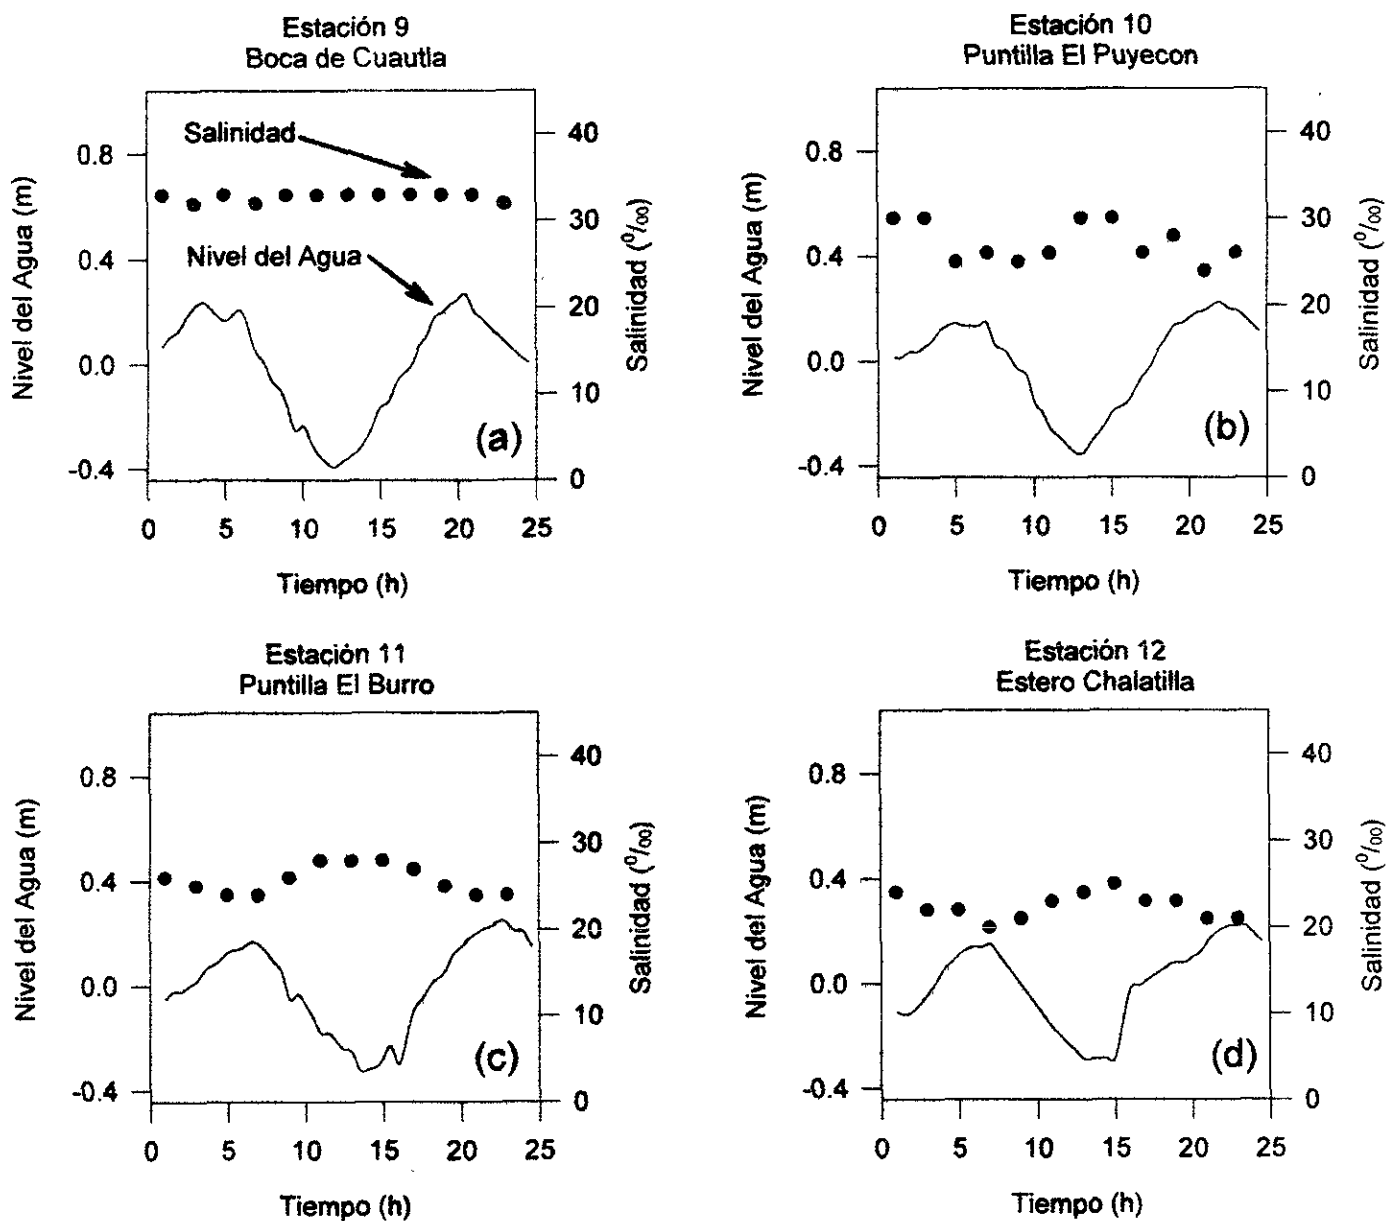 Estación 9
Boca de Cuautla
Nivel del Agua (m)
0.8
0.4
0.0
-0.4
Salinidad
Nivel del Agua
(a)
40
30
20
10
0
Salinidad (⁰/₀₀)
0 5 10 15 20 25
Tiempo (h)
Estación 10
Puntilla El Puyecon
Nivel del Agua (m)
0.8
0.4
0.0
-0.4
(b)
40
30
20
10
0
Salinidad (⁰/₀₀)
0 5 10 15 20 25
Tiempo (h)
Estación 11
Puntilla El Burro
Nivel del Agua (m)
0.8
0.4
0.0
-0.4
(c)
40
30
20
10
0
Salinidad (⁰/₀₀)
0 5 10 15 20 25
Tiempo (h)
Estación 12
Estero Chalatilla
Nivel del Agua (m)
0.8
0.4
0.0
-0.4
(d)
40
30
20
10
0
Salinidad (⁰/₀₀)
0 5 10 15 20 25
Tiempo (h)